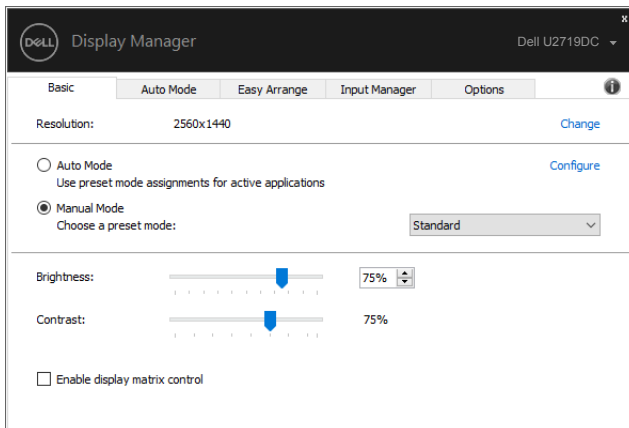 x
DELL Display Manager Dell U2719DC
Basic Auto Mode Easy Arrange Input Manager Options i
Resolution: 2560x1440 Change
Auto Mode Configure
Use preset mode assignments for active applications
Manual Mode
Choose a preset mode: Standard
Brightness: 75%
Contrast: 75%
Enable display matrix control